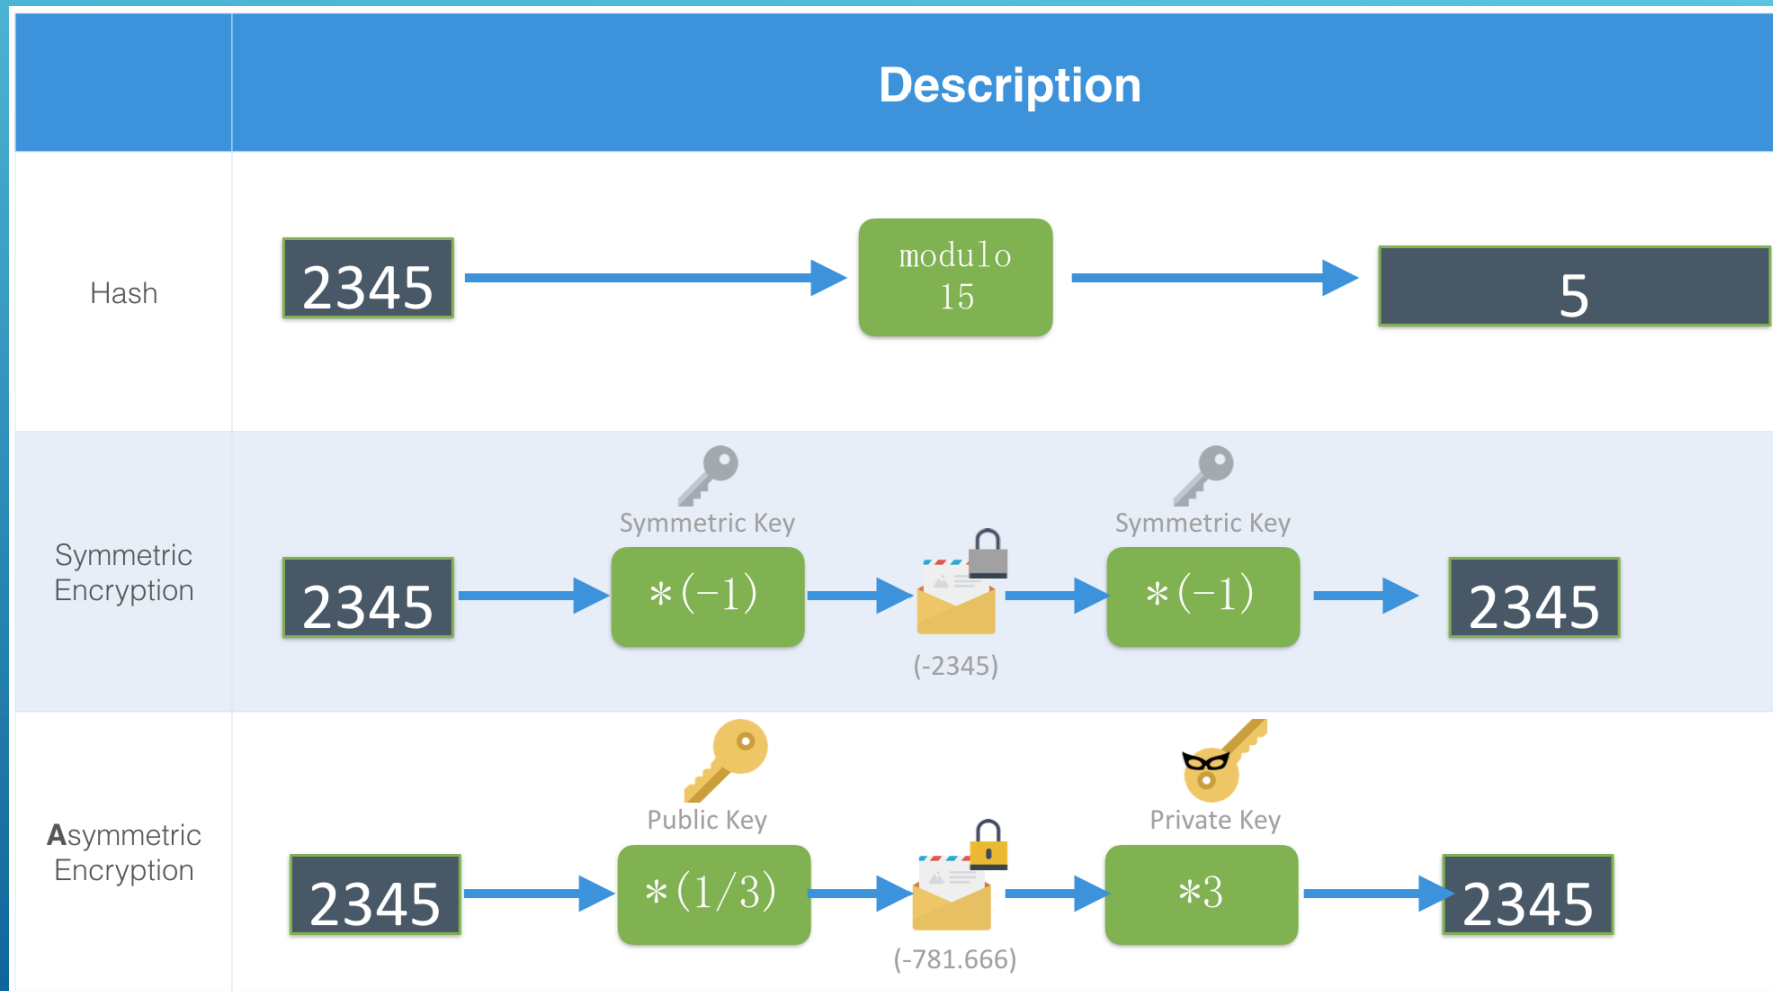 Description
Hash
2345
modulo
15
5
Symmetric
Encryption
2345
Symmetric Key
*(-1)
(-2345)
Symmetric Key
*(-1)
2345
Asymmetric
Encryption
2345
Public Key
*(1/3)
(-781.666)
Private Key
*3
2345